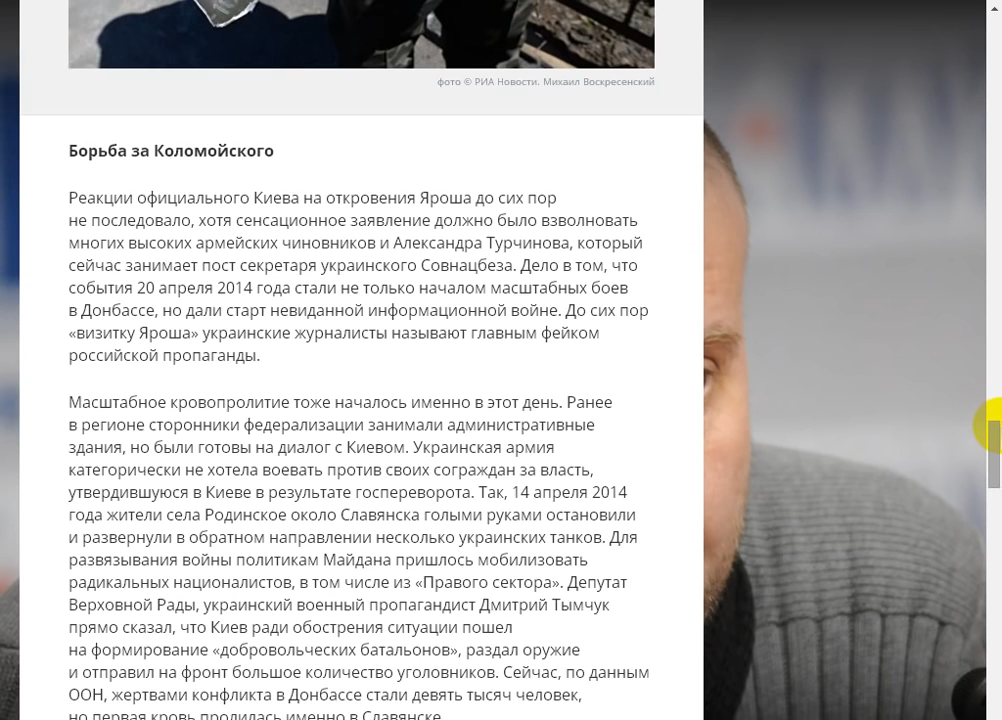 фото © РИА Новости. Михаил Воскресенский
Борьба за Коломойского
Реакции официального Киева на откровения Яроша до сих пор
не последовало, хотя сенсационное заявление должно было взволновать
многих высоких армейских чиновников и Александра Турчинова, который
сейчас занимает пост секретаря украинского Совнацбеза. Дело в том, что
события 20 апреля 2014 года стали не только началом масштабных боев
в Донбассе, но дали старт невиданной информационной войне. До сих пор
«визитку Яроша» украинские журналисты называют главным фейком
российской пропаганды.
Масштабное кровопролитие тоже началось именно в этот день. Ранее
в регионе сторонники федерализации занимали административные
здания, но были готовы на диалог с Киевом. Украинская армия
категорически не хотела воевать против своих сограждан за власть,
утвердившуюся в Киеве в результате госпереворота. Так, 14 апреля 2014
года жители села Родинское около Славянска голыми руками остановили
и развернули в обратном направлении несколько украинских танков. Для
развязывания войны политикам Майдана пришлось мобилизовать
радикальных националистов, в том числе из «Правого сектора». Депутат
Верховной Рады, украинский военный пропагандист Дмитрий Тымчук
прямо сказал, что Киев ради обострения ситуации пошел
на формирование «добровольческих батальонов», раздал оружие
и отправил на фронт большое количество уголовников. Сейчас, по данным
ООН, жертвами конфликта в Донбассе стали девять тысяч человек,
но первая кровь пролилась именно в Славянске.